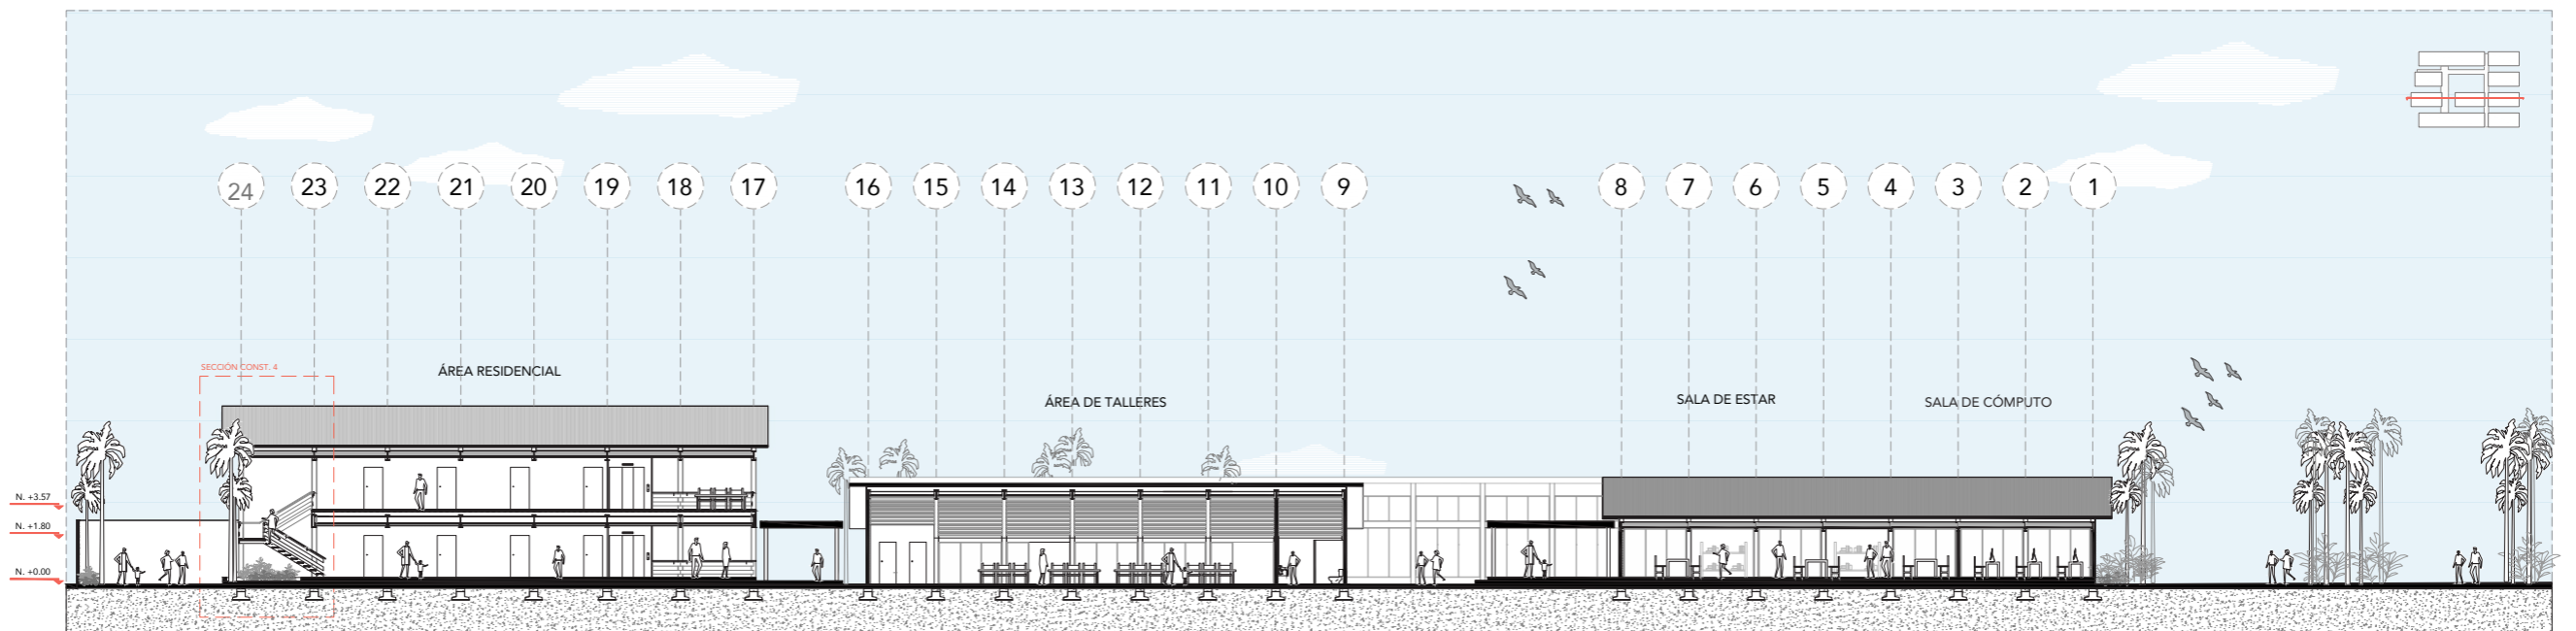 24 23 22 21 20 19 18 17 16 15 14 13 12 11 10 9 8 7 6 5 4 3 2 1
SECCIÓN CONST. 4
ÁREA RESIDENCIAL
ÁREA DE TALLERES
SALA DE ESTAR
SALA DE CÓMPUTO
N. +3.57
N. +1.80
N. +0.00